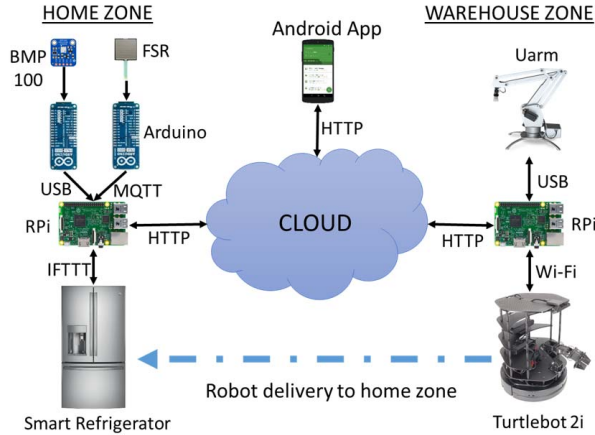 HOME ZONE
WAREHOUSE ZONE
BMP
100
FSR
Android App
Uarm
Arduino
HTTP
USB
MQTT
USB
CLOUD
RPi
HTTP
HTTP
RPi
IFTTT
Wi-Fi
Robot delivery to home zone
Smart Refrigerator
Turtlebot 2i